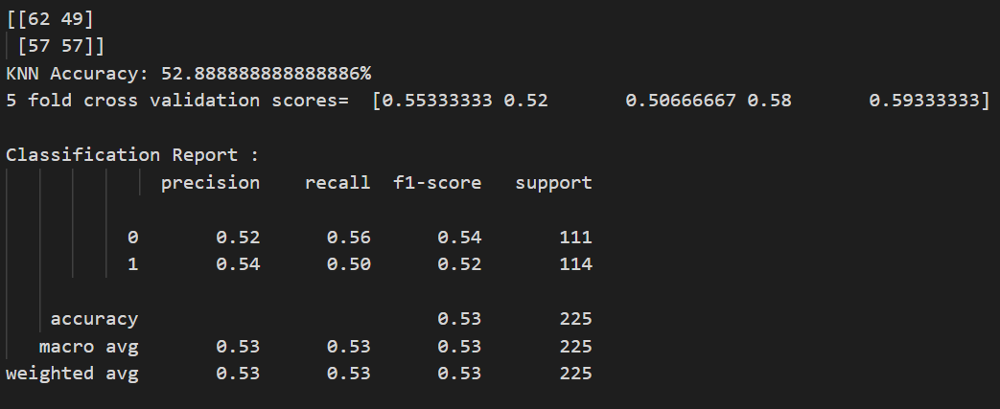 [[62 49]
 [57 57]]
KNN Accuracy: 52.888888888888886%
5 fold cross validation scores=  [0.55333333 0.52       0.50666667 0.58       0.59333333]

Classification Report :
              precision    recall  f1-score   support

           0       0.52      0.56      0.54       111
           1       0.54      0.50      0.52       114

    accuracy                           0.53       225
   macro avg       0.53      0.53      0.53       225
weighted avg       0.53      0.53      0.53       225